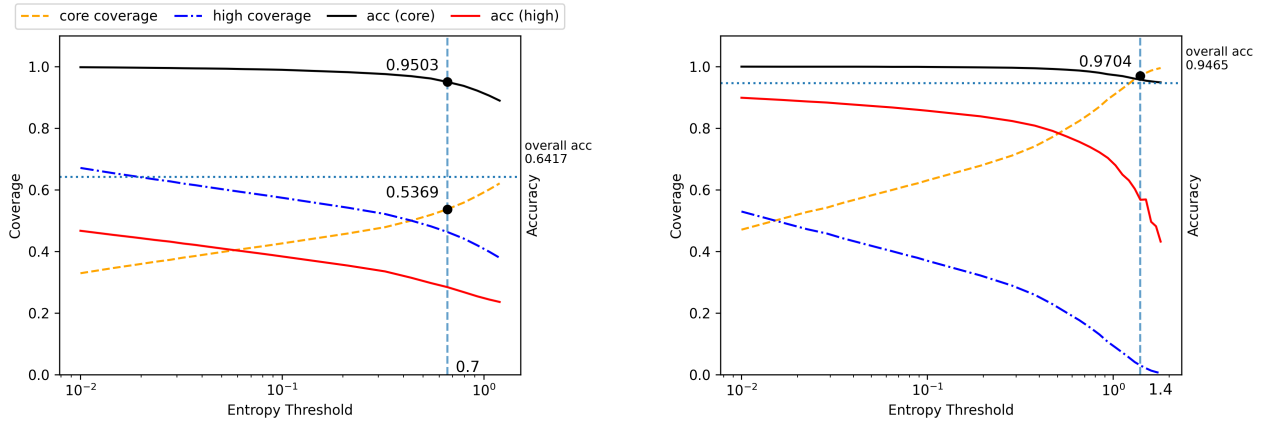 core coverage
high coverage
acc (core)
acc (high)
1.0
0.8
0.6
0.4
0.2
0.0
Coverage
0.9503
0.5369
0.7
overall acc
0.6417
Accuracy
10⁻²
10⁻¹
10⁰
Entropy Threshold
1.0
0.8
0.6
0.4
0.2
0.0
Coverage
0.9704
overall acc
0.9465
Accuracy
10⁻²
10⁻¹
10⁰
1.4
Entropy Threshold